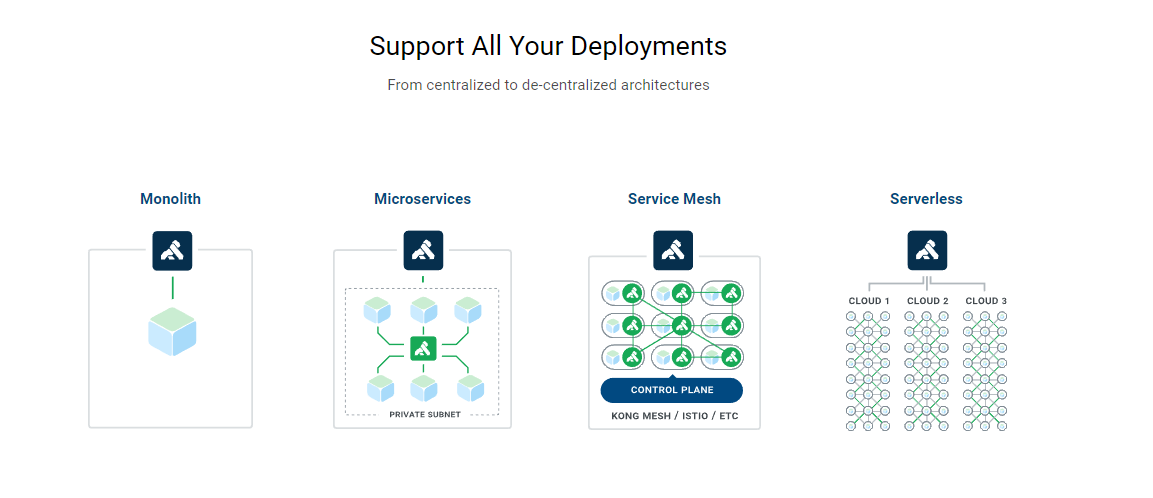 Support All Your Deployments
From centralized to de-centralized architectures
Monolith
Microservices
Service Mesh
Serverless
CLOUD 1
CLOUD 2
CLOUD 3
CONTROL PLANE
PRIVATE SUBNET
KONG MESH / ISTIO / ETC